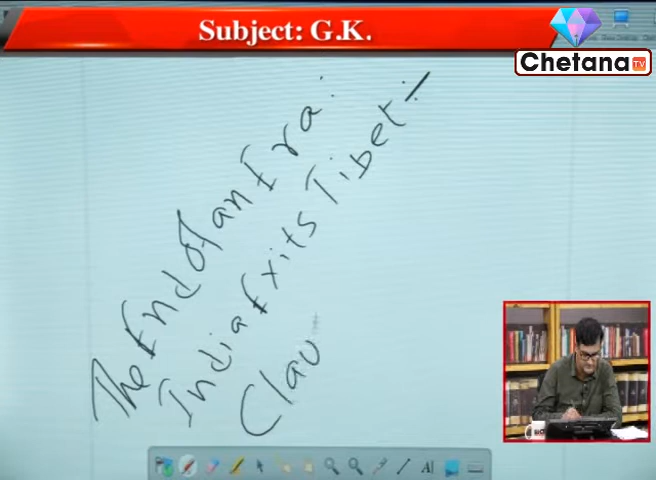 Subject: G.K.
Chetana TV
The End of an Era:
India Exits Tibet:-
Clau